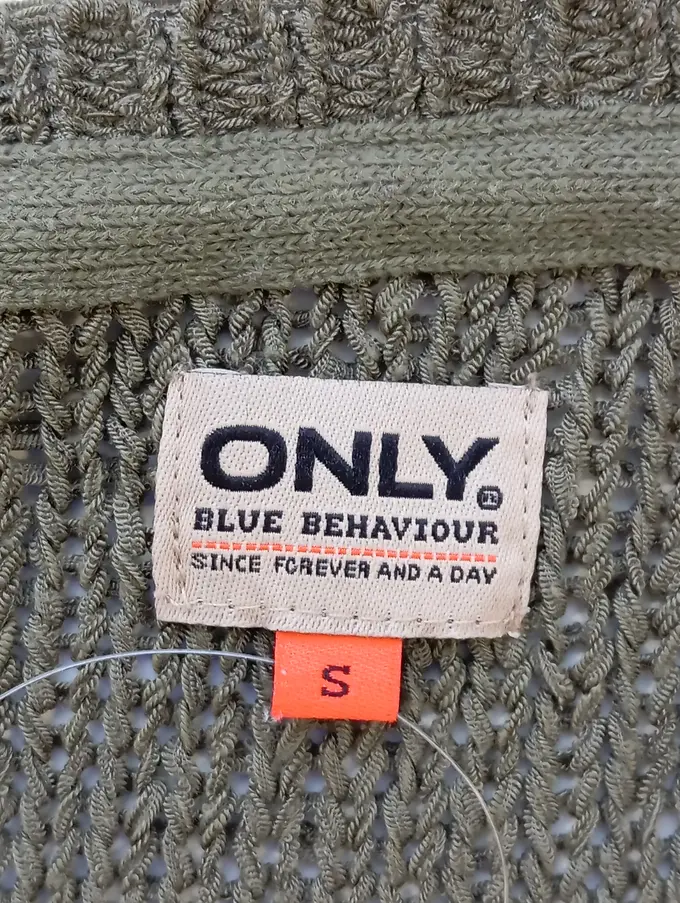 ONLY®
BLUE BEHAVIOUR
SINCE FOREVER AND A DAY
S